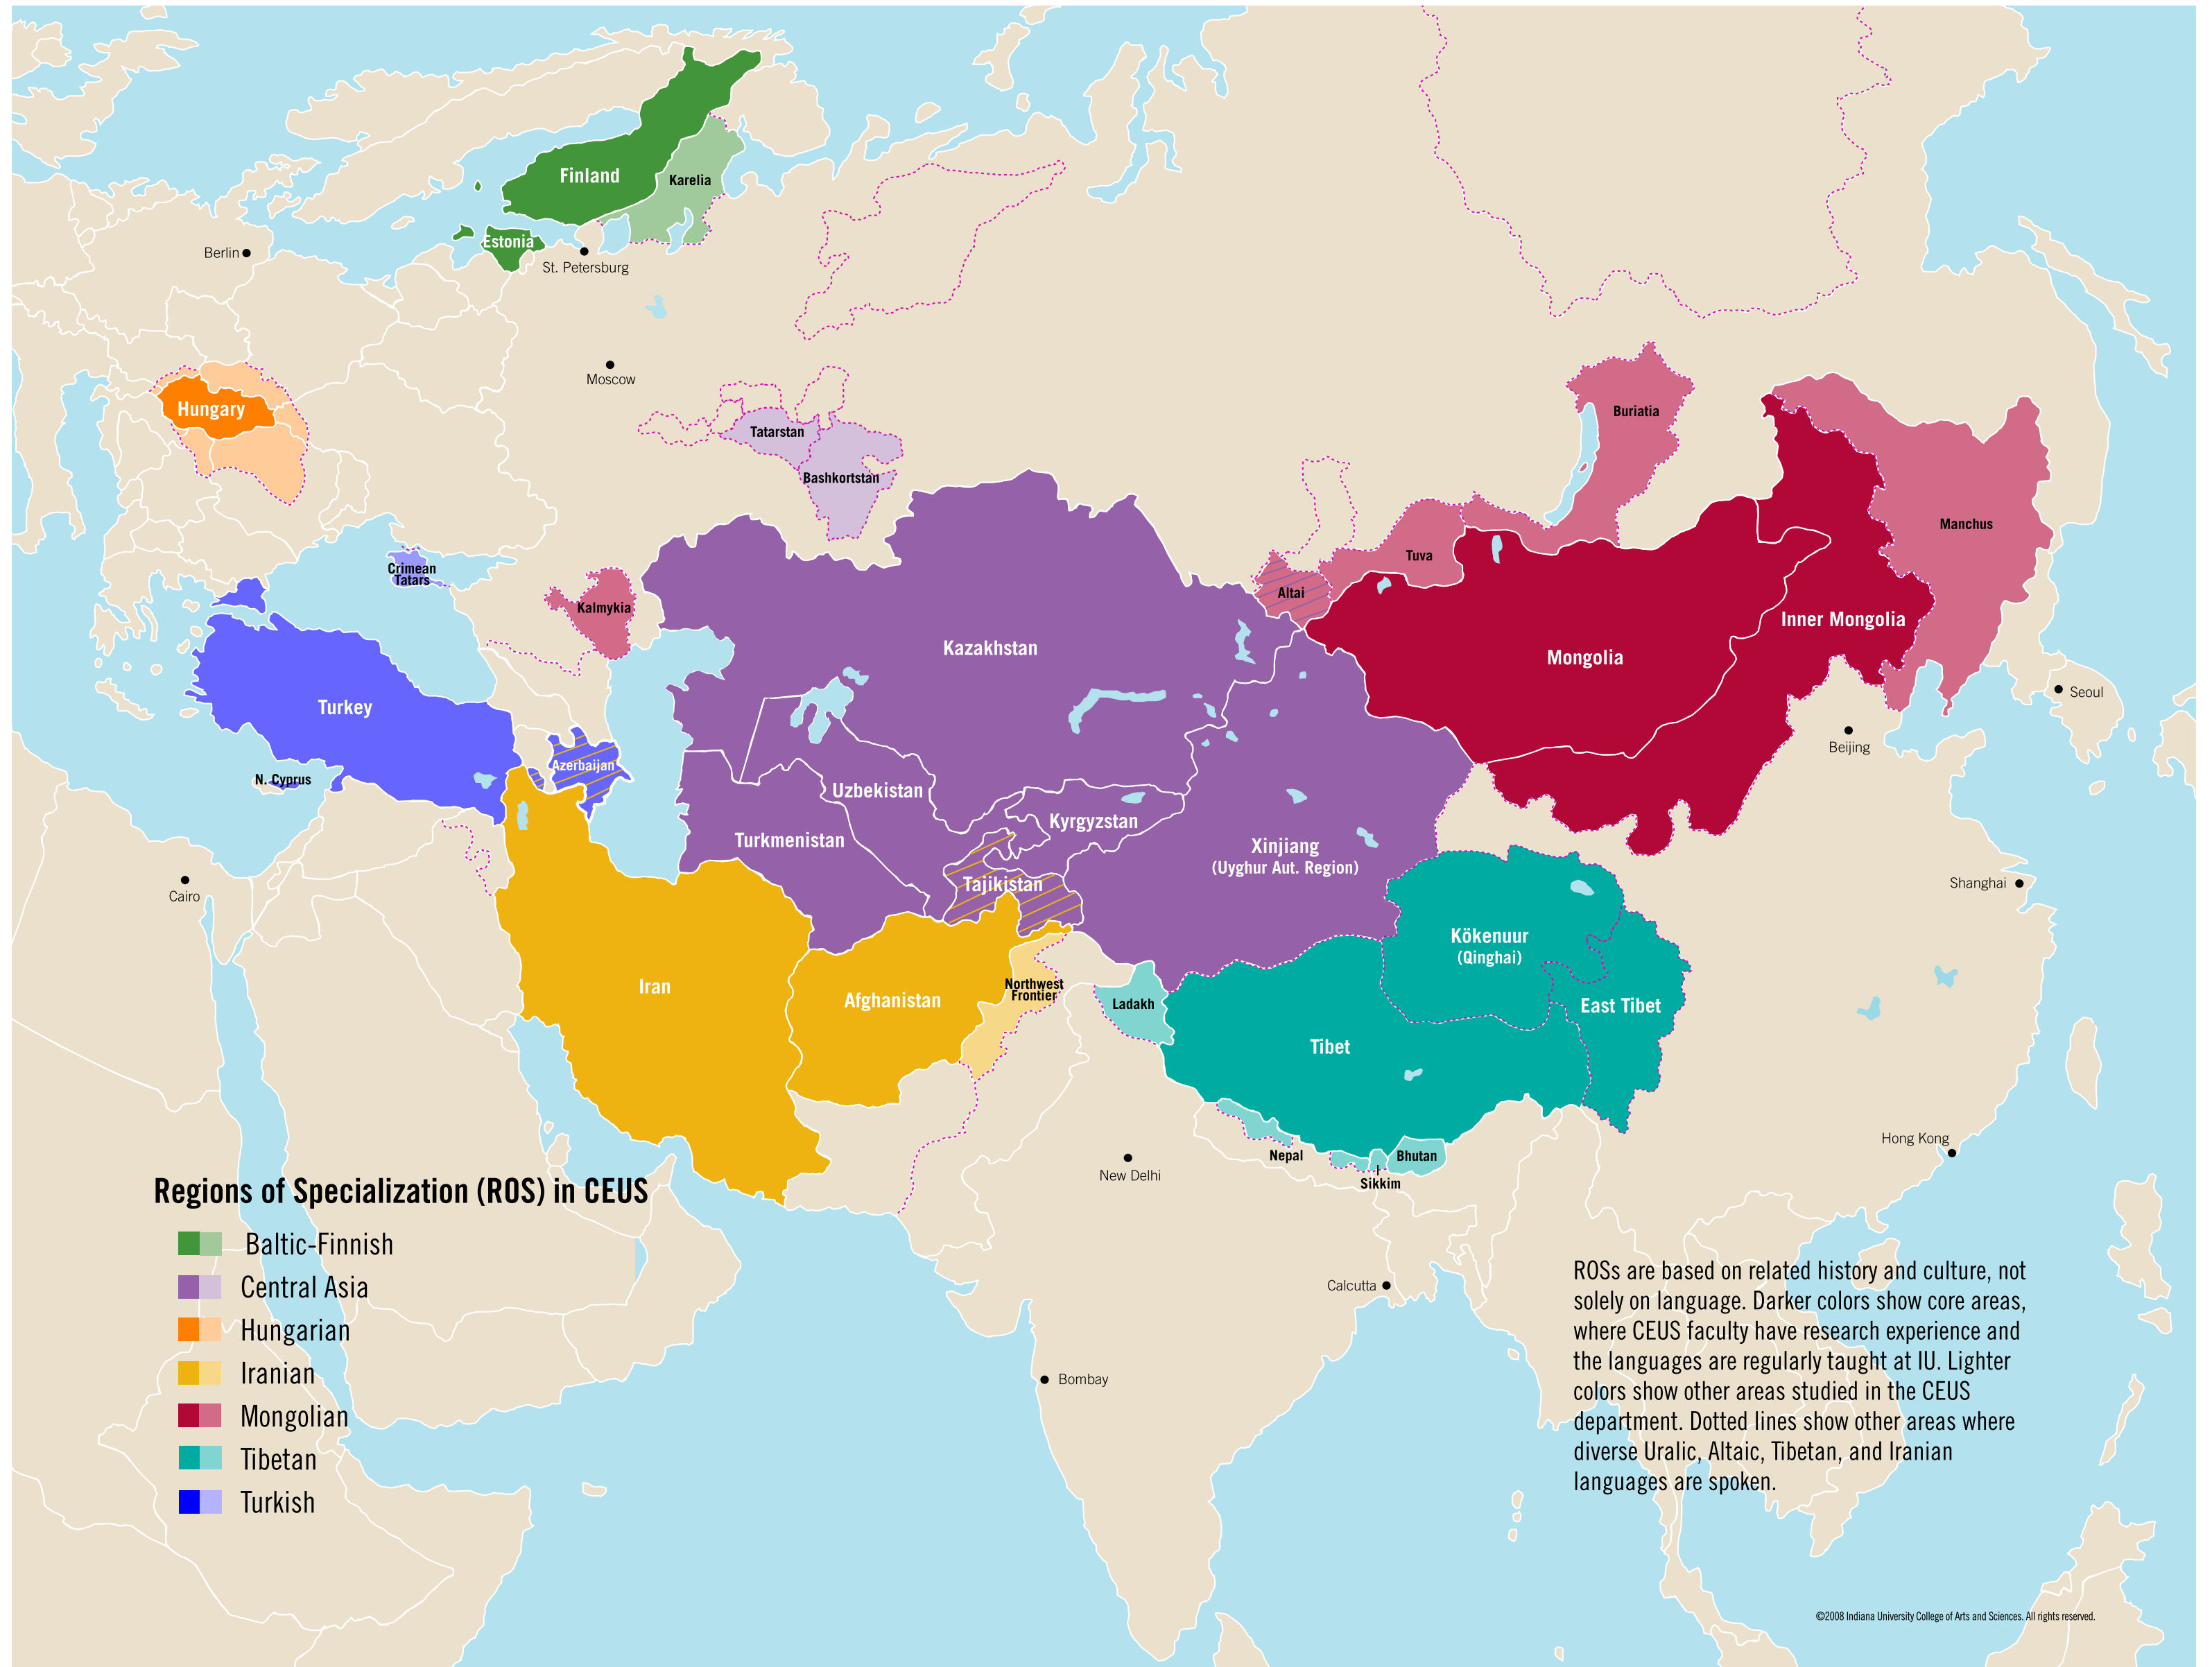 Finland
Karelia
Estonia
St. Petersburg
Berlin
Moscow
Hungary
Tatarstan
Bashkortstan
Buriatia
Manchus
Crimean
Tatars
Kalmykia
Altai
Tuva
Kazakhstan
Mongolia
Inner Mongolia
Turkey
N. Cyprus
Azerbaijan
Uzbekistan
Turkmenistan
Kyrgyzstan
Tajikistan
Xinjiang
(Uyghur Aut. Region)
Seoul
Beijing
Shanghai
Cairo
Iran
Afghanistan
Northwest
Frontier
Ladakh
Kökenuur
(Qinghai)
East Tibet
Tibet
Nepal
Sikkim
Bhutan
New Delhi
Hong Kong
Calcutta
Bombay
Regions of Specialization (ROS) in CEUS
Baltic-Finnish
Central Asia
Hungarian
Iranian
Mongolian
Tibetan
Turkish
ROSs are based on related history and culture, not
solely on language. Darker colors show core areas,
where CEUS faculty have research experience and
the languages are regularly taught at IU. Lighter
colors show other areas studied in the CEUS
department. Dotted lines show other areas where
diverse Uralic, Altaic, Tibetan, and Iranian
languages are spoken.
©2008 Indiana University College of Arts and Sciences. All rights reserved.